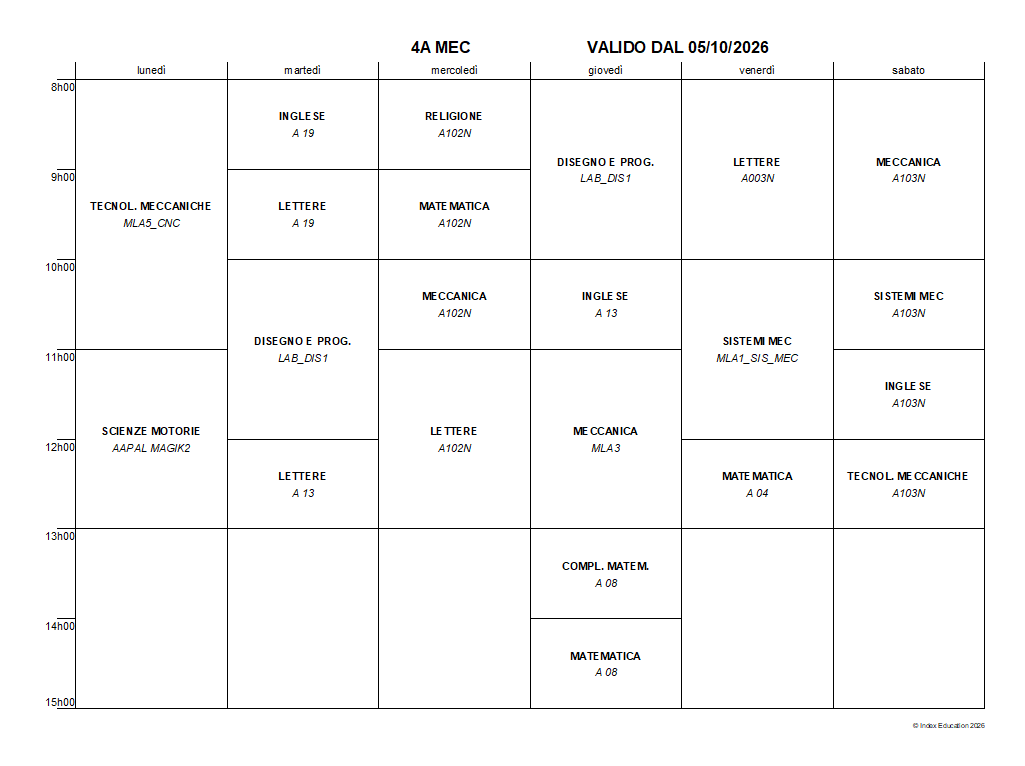 4A MEC VALIDO DAL 05/10/2026
lunedì martedì mercoledì giovedì venerdì sabato
8h00
INGLESE RELIGIONE
A 19 A102N
DISEGNO E PROG. LETTERE MECCANICA
LAB_DIS1 A003N A103N
9h00
TECNOL. MECCANICHE LETTERE MATEMATICA
MLA5_CNC A 19 A102N
10h00
MECCANICA INGLESE SISTEMI MEC
A102N A 13 A103N
DISEGNO E PROG. SISTEMI MEC
LAB_DIS1 MLA1_SIS_MEC
11h00
INGLESE
A103N
SCIENZE MOTORIE LETTERE MECCANICA
AAPAL MAGIK2 A102N MLA3
12h00
LETTERE MATEMATICA TECNOL. MECCANICHE
A 13 A 04 A103N
13h00
COMPL. MATEM.
A 08
14h00
MATEMATICA
A 08
15h00
© Index Education 2026